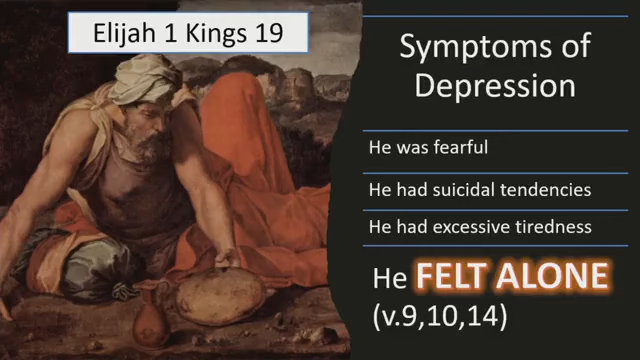 Elijah 1 Kings 19
Symptoms of
Depression
He was fearful
He had suicidal tendencies
He had excessive tiredness
He FELT ALONE
(v.9,10,14)